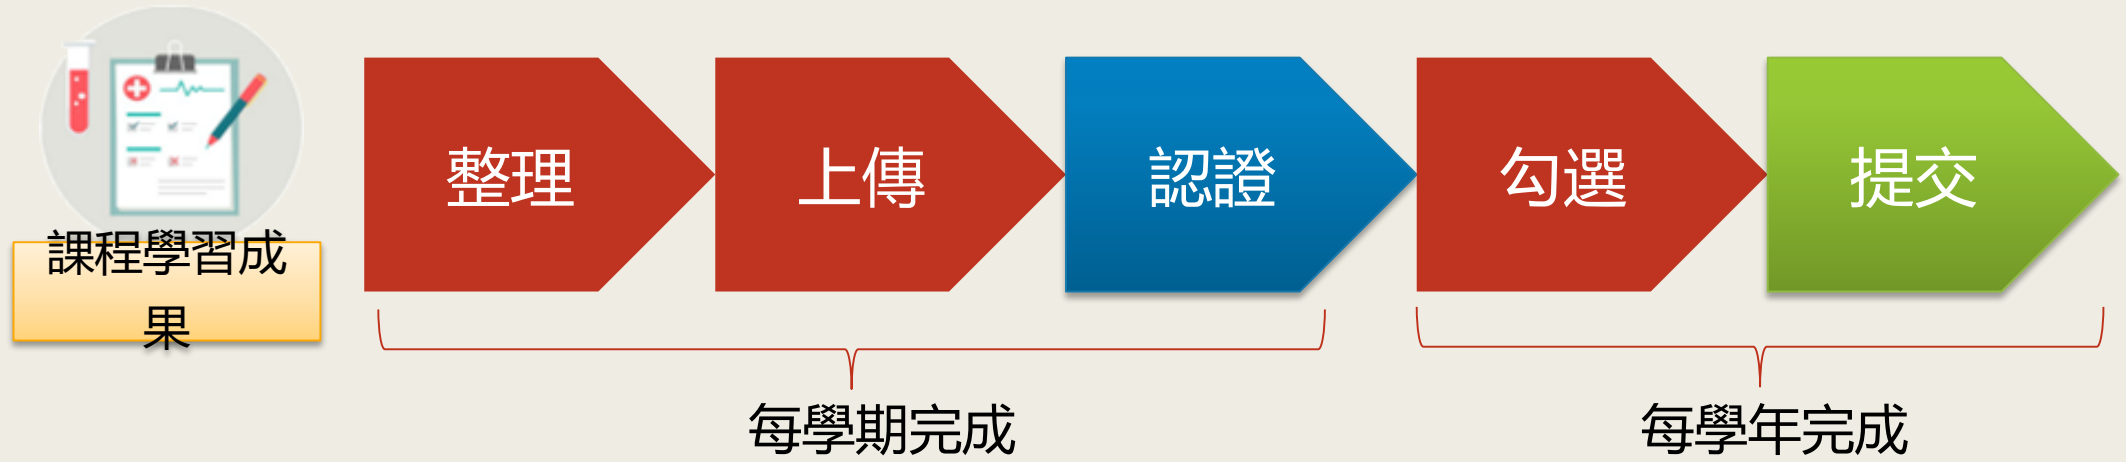 整理
上傳
認證
勾選
提交
課程學習成
果
每學期完成
每學年完成